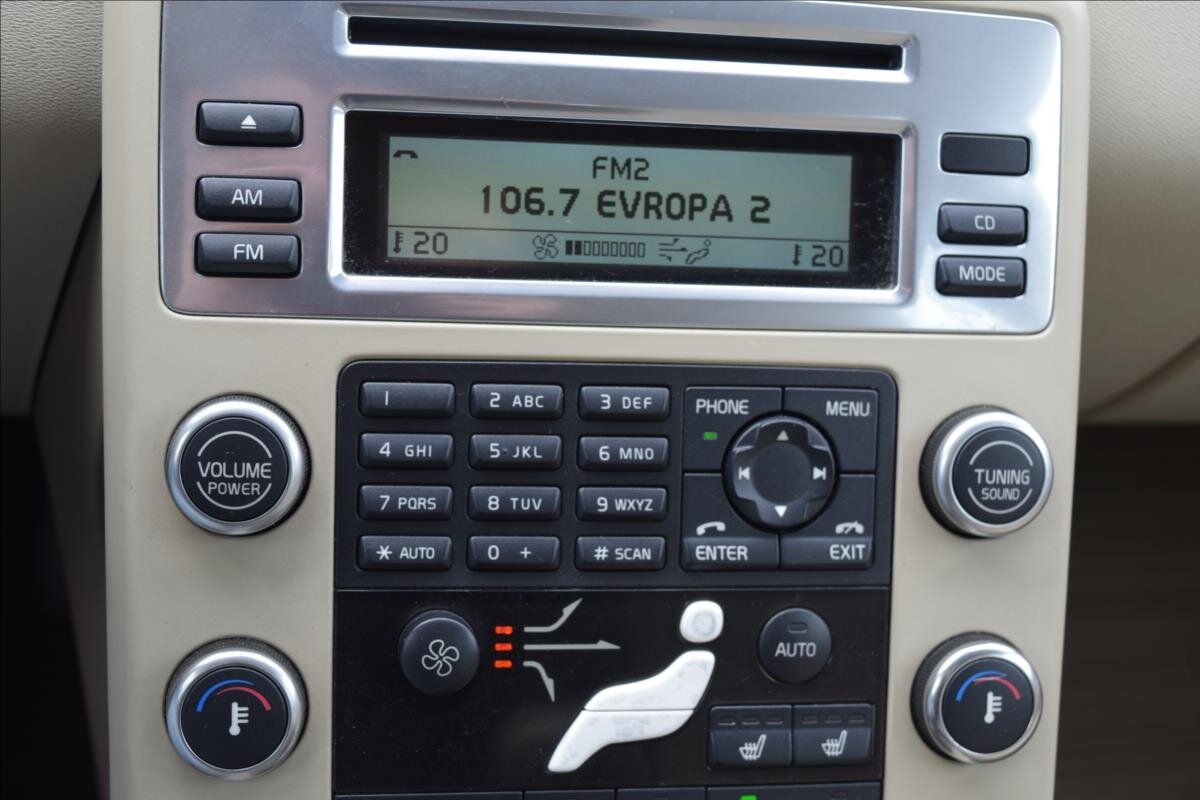 FM2
106.7 EVROPA 2
20
20
AM
FM
CD
MODE
VOLUME
POWER
1
2 ABC
3 DEF
4 GHI
5 JKL
6 MNO
7 PQRS
8 TUV
9 WXYZ
* AUTO
0 +
# SCAN
PHONE
MENU
ENTER
EXIT
TUNING
SOUND
AUTO